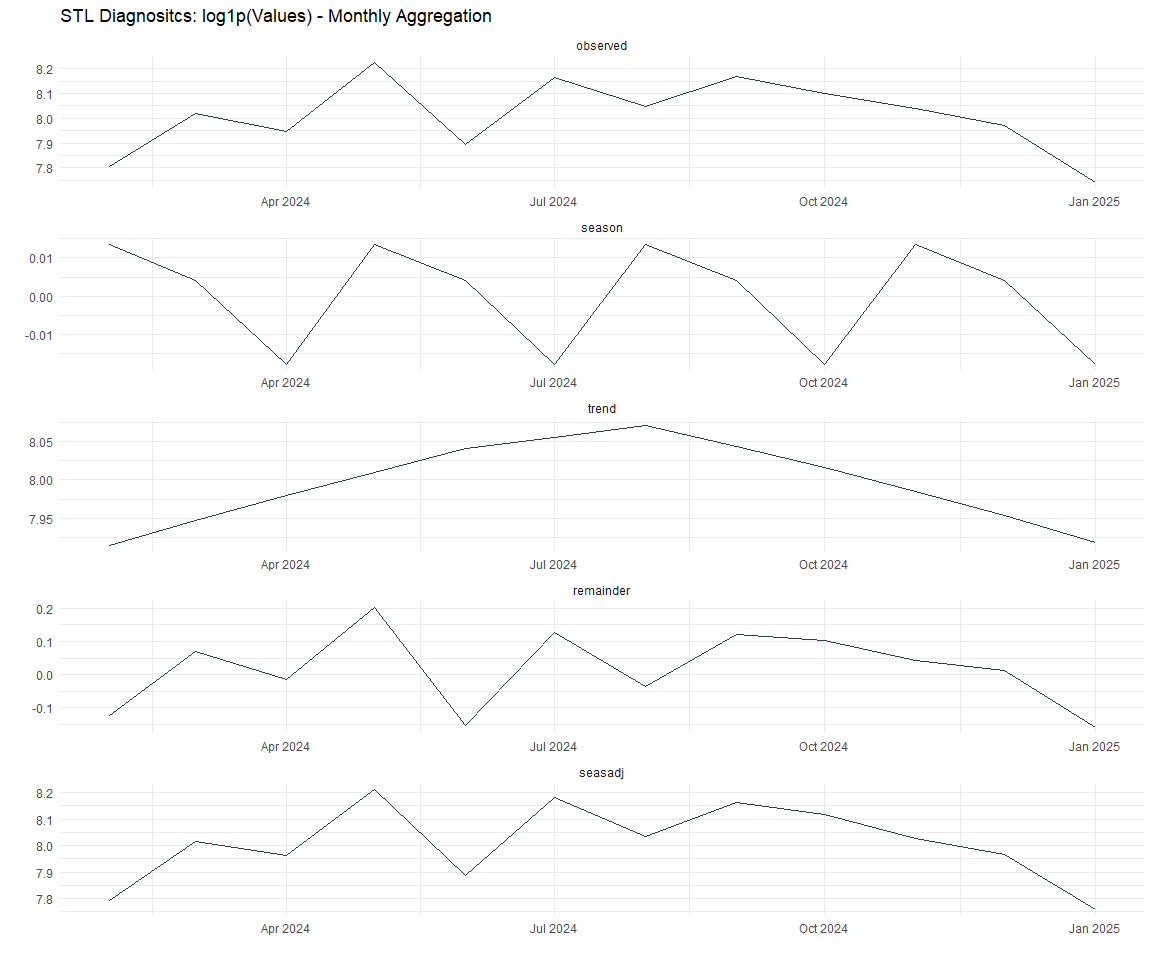 STL Diagnositcs: log1p(Values) - Monthly Aggregation
observed
8.2
8.1
8.0
7.9
7.8
Apr 2024 Jul 2024 Oct 2024 Jan 2025
season
0.01
0.00
-0.01
Apr 2024 Jul 2024 Oct 2024 Jan 2025
trend
8.05
8.00
7.95
Apr 2024 Jul 2024 Oct 2024 Jan 2025
remainder
0.2
0.1
0.0
-0.1
Apr 2024 Jul 2024 Oct 2024 Jan 2025
seasadj
8.2
8.1
8.0
7.9
7.8
Apr 2024 Jul 2024 Oct 2024 Jan 2025